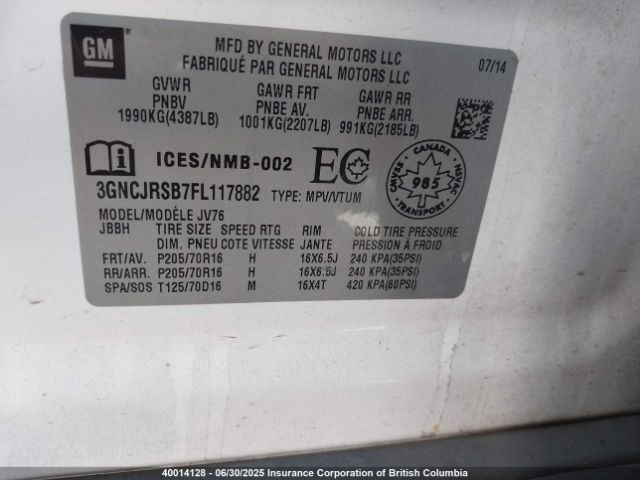 GM
MFD BY GENERAL MOTORS LLC
FABRIQUÉ PAR GENERAL MOTORS LLC
07/14
GVWR GAWR FRT GAWR RR
PNBV PNBE AV. PNBE ARR.
1990KG(4387LB) 1001KG(2207LB) 991KG(2185LB)
ICES/NMB-002 EC
CANADA
985
TRANSPORT
3GNCJRSB7FL117882 TYPE: MPV/VTUM
MODEL/MODÈLE JV76
JBBH TIRE SIZE SPEED RTG RIM COLD TIRE PRESSURE
DIM. PNEU COTE VITESSE JANTE PRESSION À FROID
FRT/AV. P205/70R16 H 16X6.5J 240 KPA(35PSI)
RR/ARR. P205/70R16 H 16X6.5J 240 KPA(35PSI)
SPA/SOS T125/70D16 M 16X4T 420 KPA(60PSI)
40014128 - 06/30/2025 Insurance Corporation of British Columbia